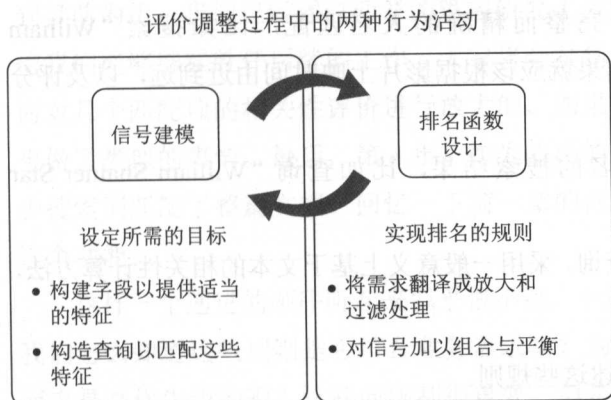 评价调整过程中的两种行为活动
信号建模
排名函数
设计
设定所需的目标
• 构建字段以提供适当
的特征
• 构造查询以匹配这些
特征
实现排名的规则
• 将需求翻译成放大和
过滤处理
• 对信号加以组合与平衡